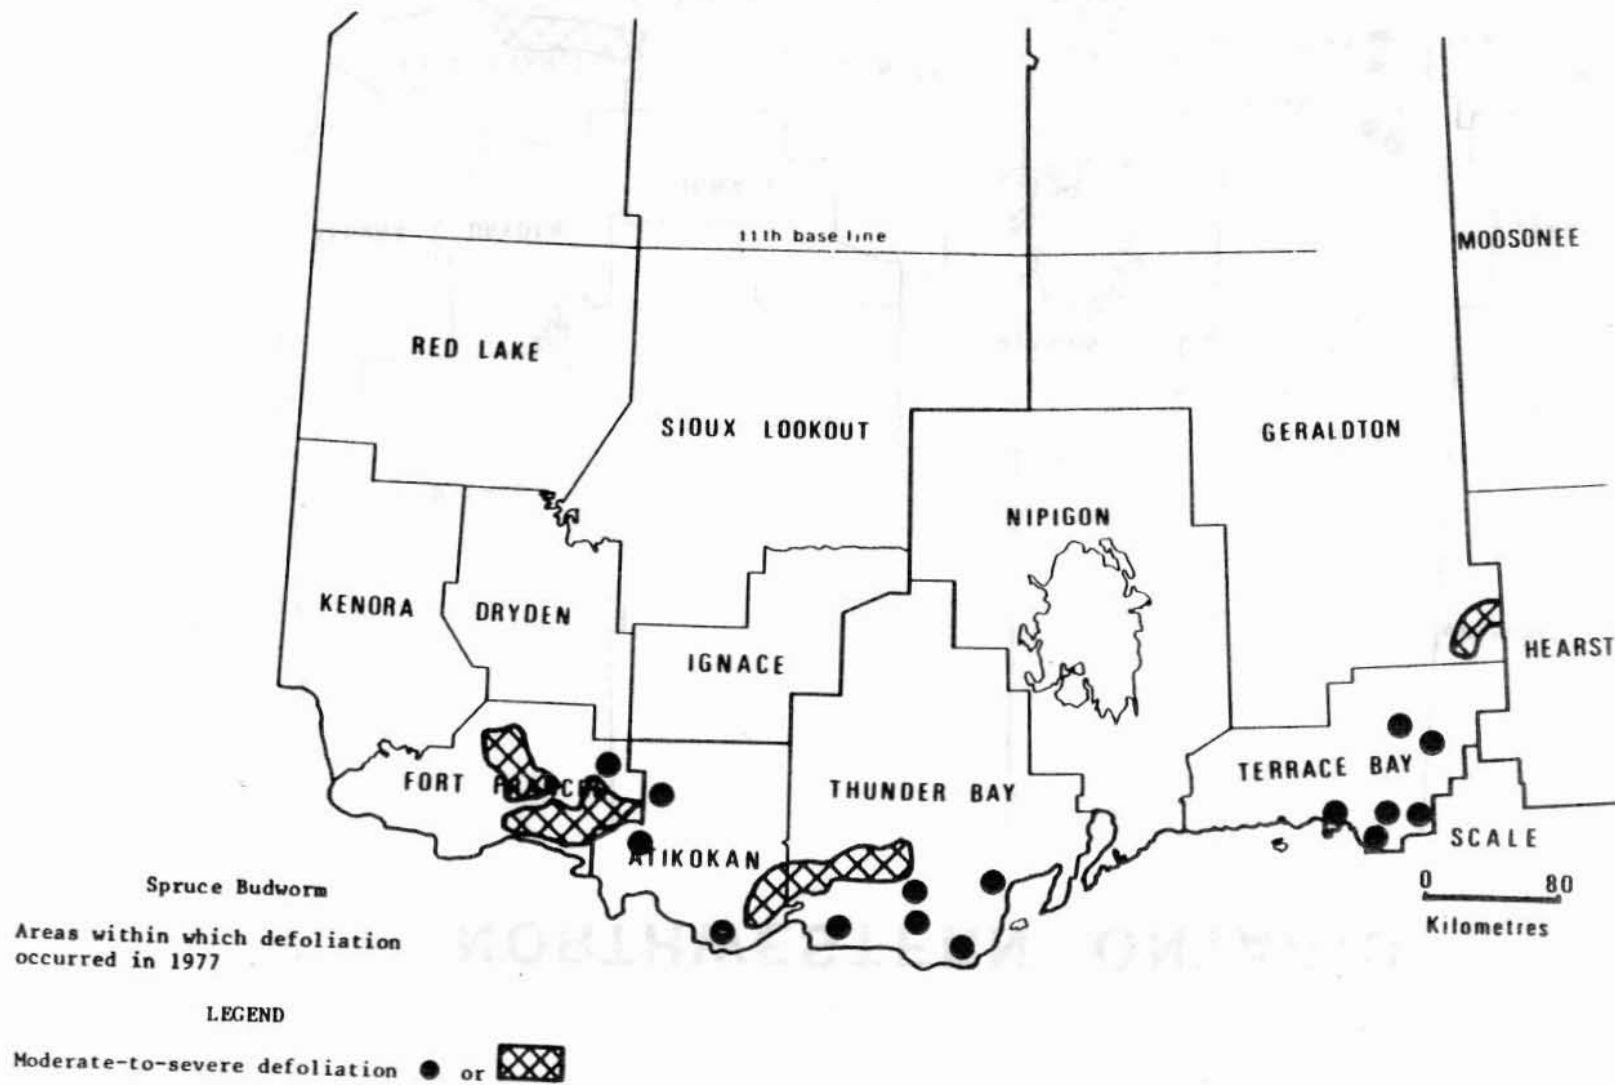 11th base line
MOOSONEE
RED LAKE
SIOUX LOOKOUT
GERALDTON
NIPIGON
KENORA
DRYDEN
IGNACE
HEARST
FORT FRANCES
THUNDER BAY
TERRACE BAY
ATIKOKAN
SCALE
0 80
Kilometres
Spruce Budworm
Areas within which defoliation
occurred in 1977
LEGEND
Moderate-to-severe defoliation or